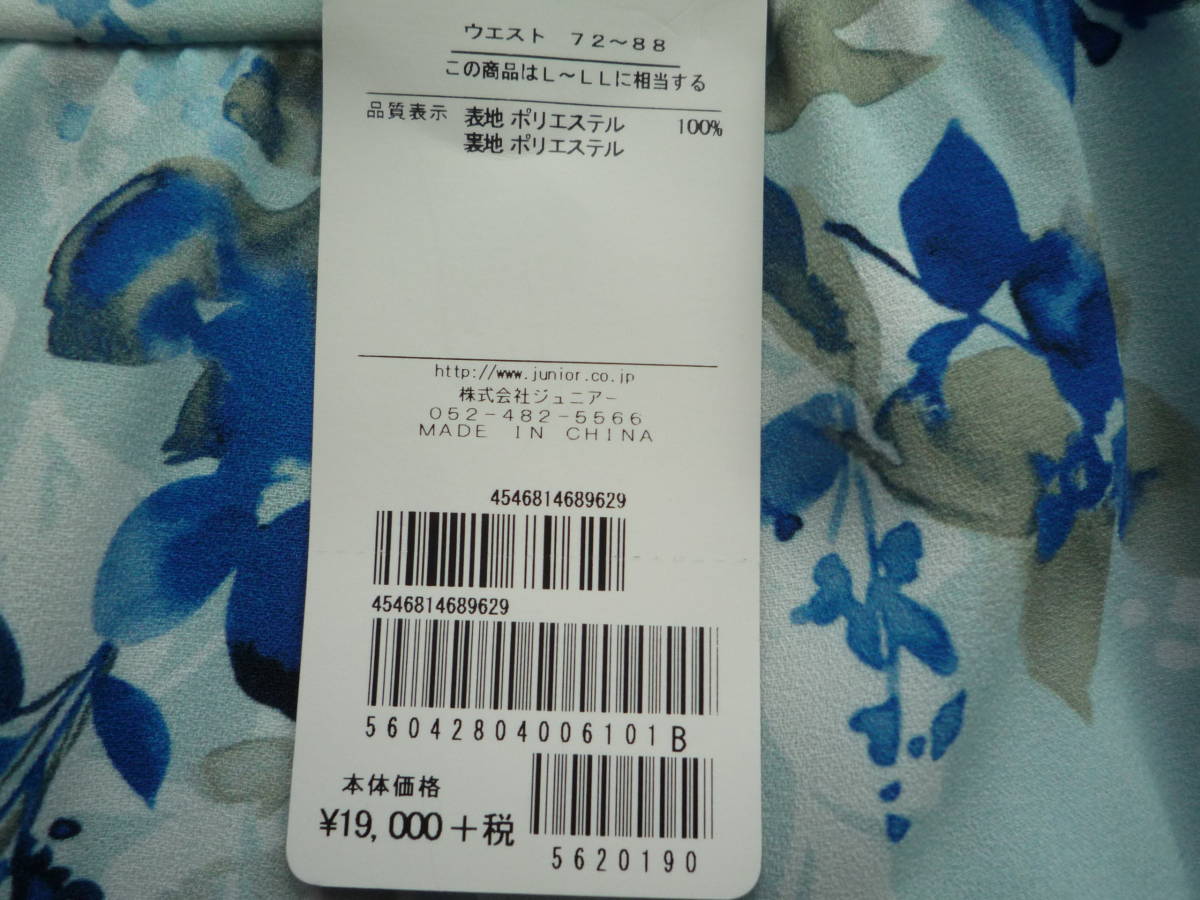 ウエスト 72～88
この商品はL～LLに相当する
品質表示 表地 ポリエステル 100%
裏地 ポリエステル
http://www.junior.co.jp
株式会社ジュニアー
052-482-5566
MADE IN CHINA
4546814689629
4546814689629
56042804006101B
本体価格
¥19,000+税
5620190